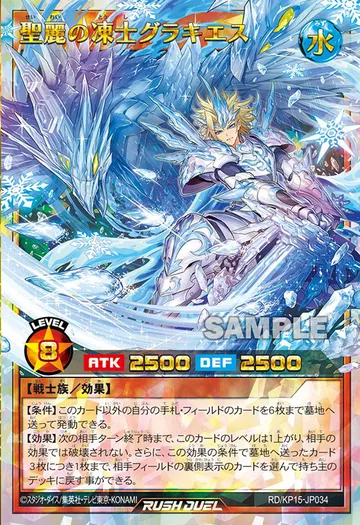 聖麗の凍士グラキエス
水
SAMPLE
LEVEL
8
ATK 2500 DEF 2500
【戦士族／効果】
【条件】このカード以外の自分の手札・フィールドのカードを6枚まで墓地へ
送って発動できる。
【効果】次の相手ターン終了時まで、このカードのレベルは1上がり、相手の
効果では破壊されない。さらに、この効果の条件で墓地へ送ったカード
3枚につき1枚まで、相手フィールドの裏側表示のカードを選んで持ち主の
デッキに戻す事ができる。
©スタジオ・ダイス/集英社・テレビ東京・KONAMI
RUSH DUEL
RD/KP15-JP034